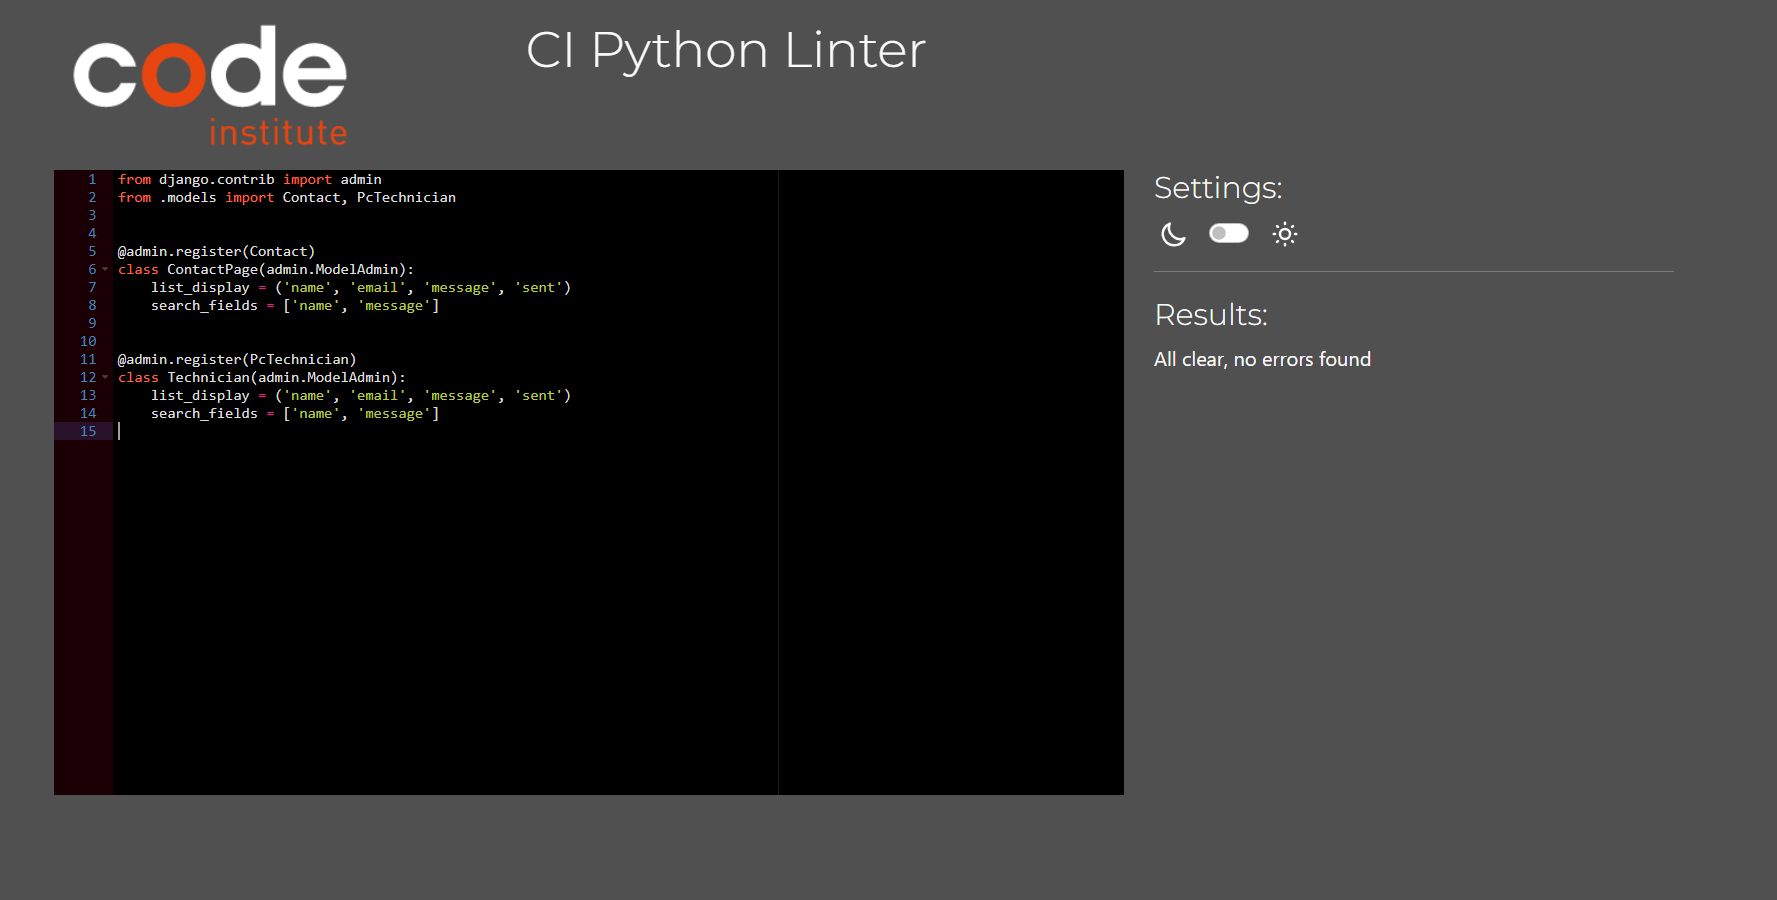 code
institute
CI Python Linter
1 from django.contrib import admin
2 from .models import Contact, PcTechnician
3
4
5 @admin.register(Contact)
6 class ContactPage(admin.ModelAdmin):
7     list_display = ('name', 'email', 'message', 'sent')
8     search_fields = ['name', 'message']
9
10
11 @admin.register(PcTechnician)
12 class Technician(admin.ModelAdmin):
13     list_display = ('name', 'email', 'message', 'sent')
14     search_fields = ['name', 'message']
15
Settings:
Results:
All clear, no errors found